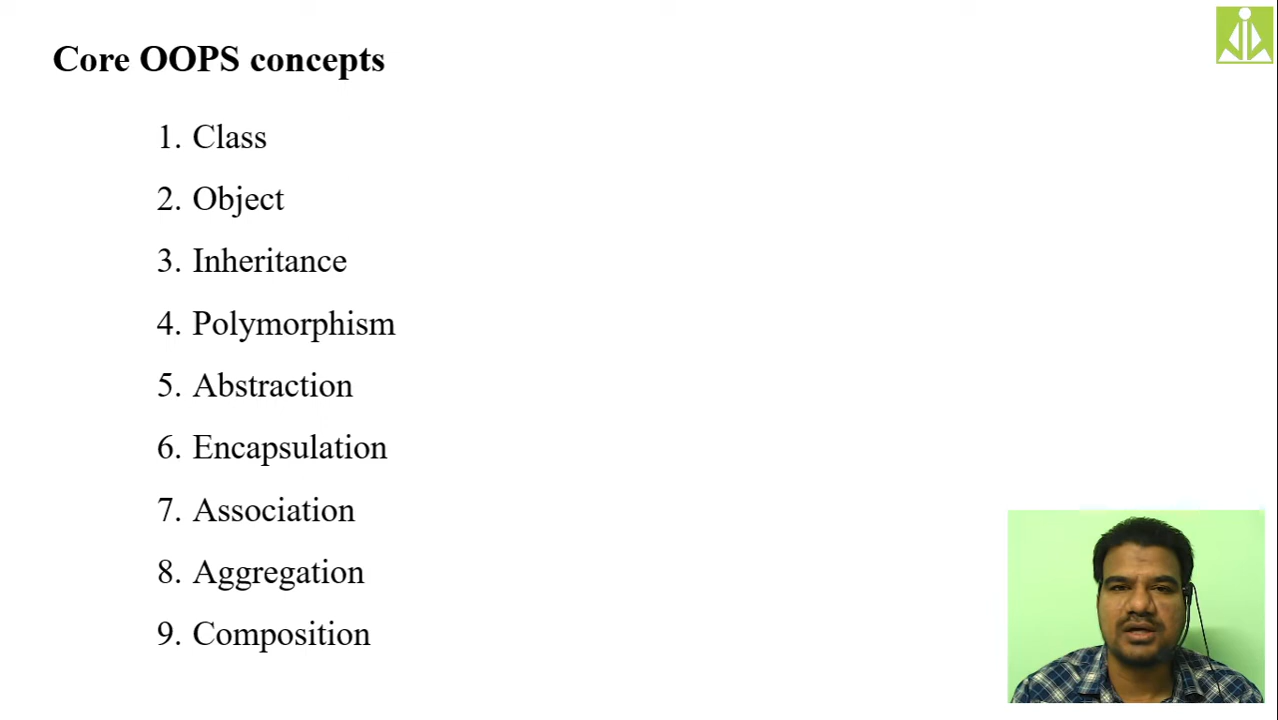 Core OOPS concepts
1. Class
2. Object
3. Inheritance
4. Polymorphism
5. Abstraction
6. Encapsulation
7. Association
8. Aggregation
9. Composition